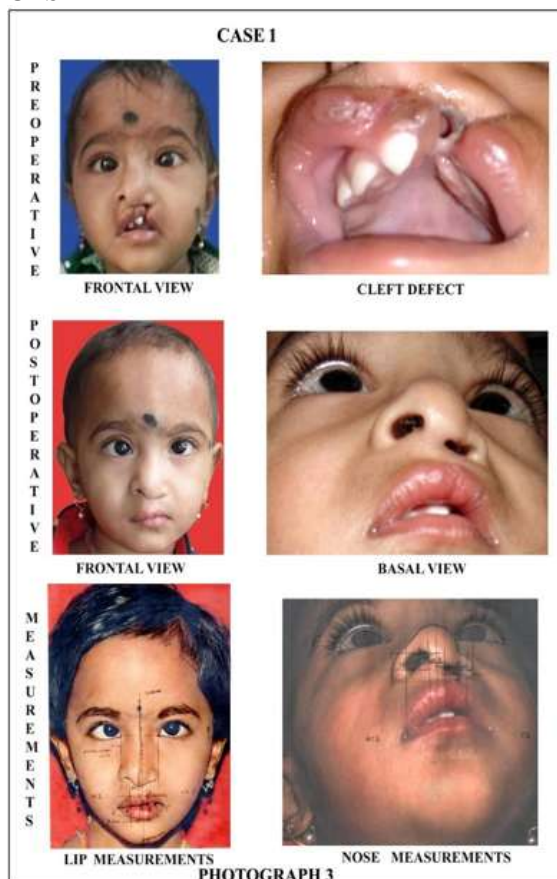 CASE 1
PREOPERATIVE
FRONTAL VIEW
CLEFT DEFECT
POSTOPERATIVE
FRONTAL VIEW
BASAL VIEW
MEASUREMENTS
LIP MEASUREMENTS
NOSE MEASUREMENTS
PHOTOGRAPH 3